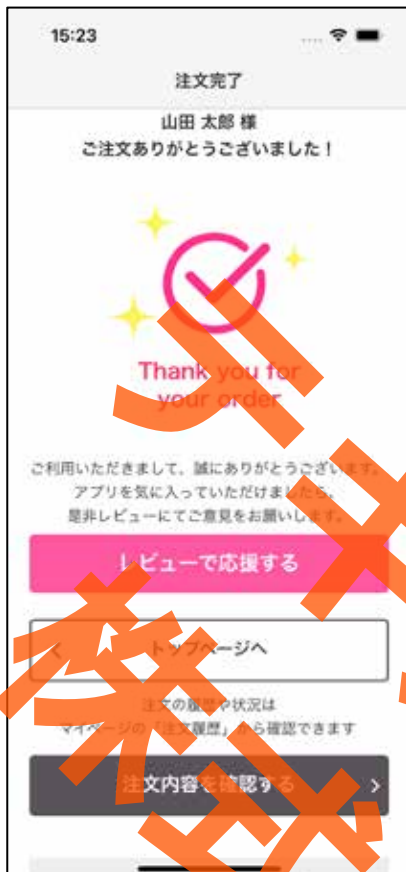 15:23
注文完了
山田 太郎 様
ご注文ありがとうございました！
Thank you for
your order
ご利用いただきまして、誠にありがとうございます。
アプリを気に入っていただけましたら、
是非レビューにてご意見をお願いします。
レビューで応援する
トップページへ
注文の履歴や状況は
マイページの「注文履歴」から確認できます
注文内容を確認する